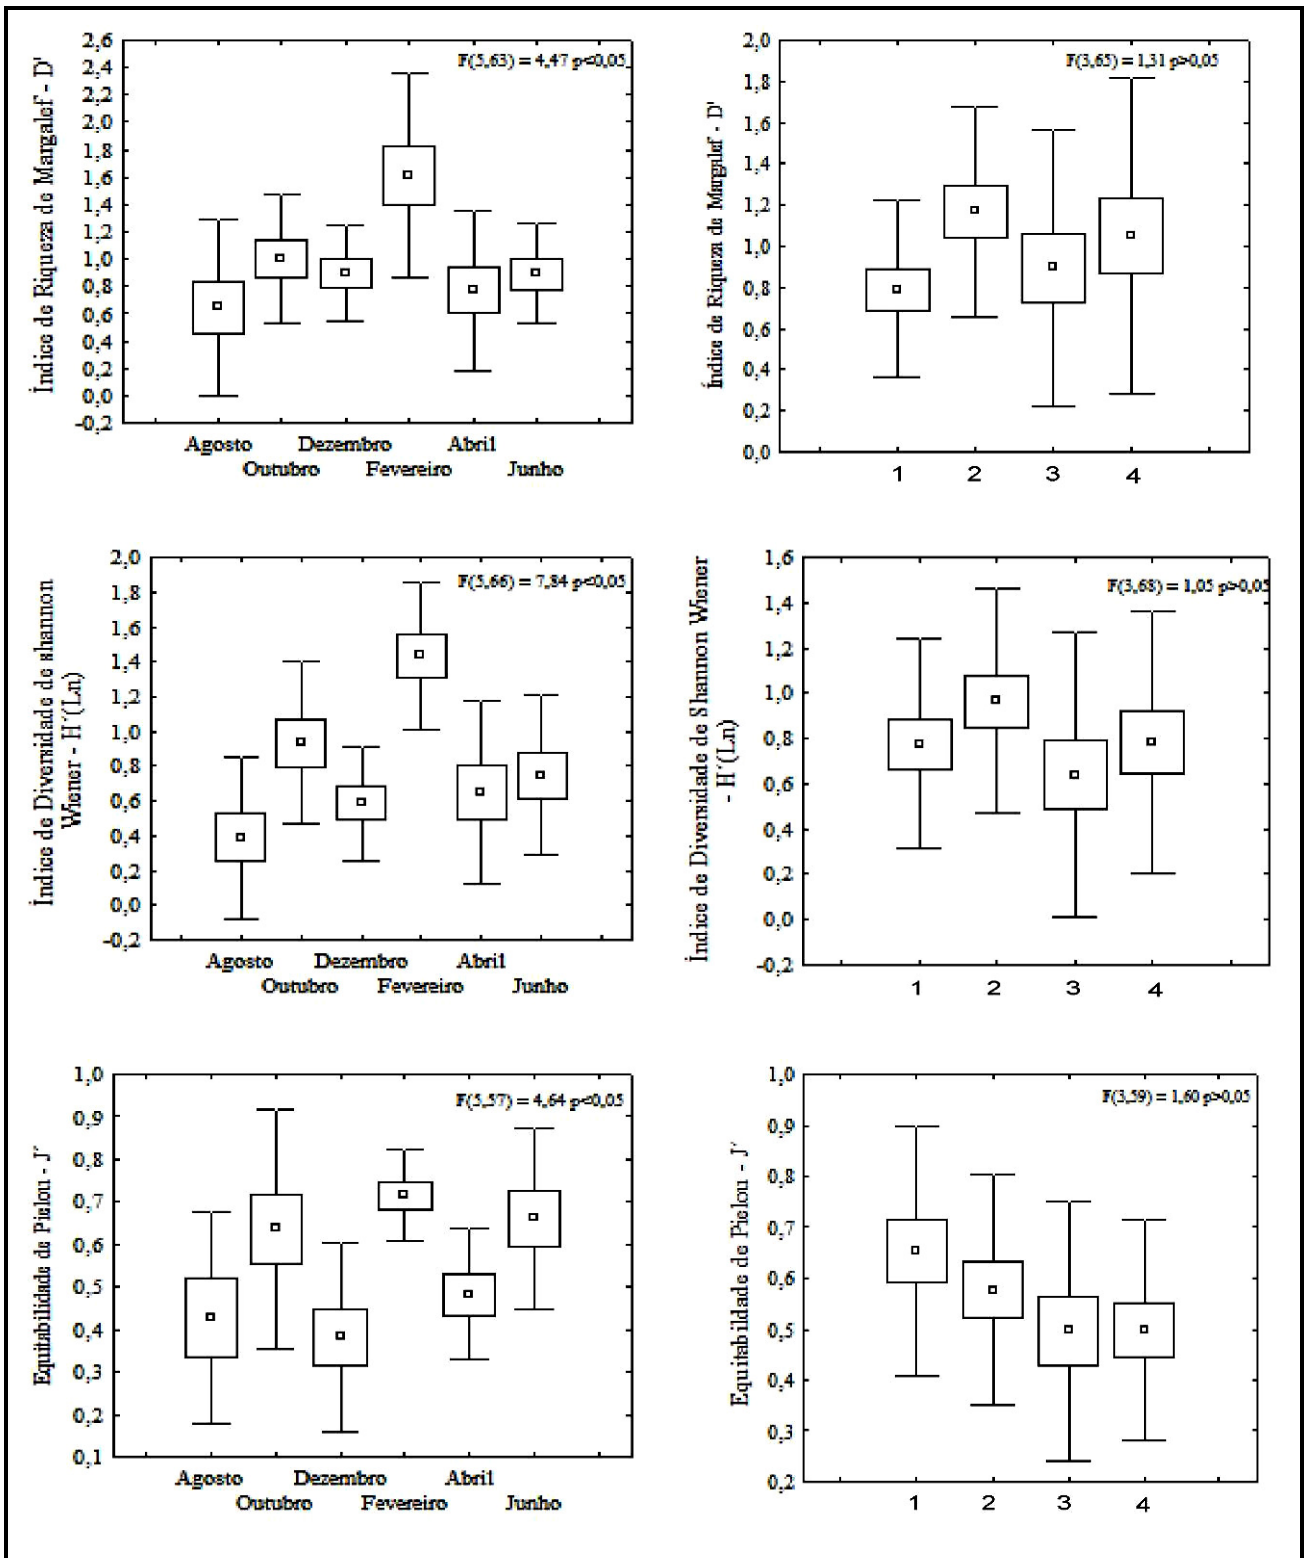 Índice de Riqueza de Margalef - D'
2,6
2,4
2,2
2,0
1,8
1,6
1,4
1,2
1,0
0,8
0,6
0,4
0,2
0,0
-0,2
F(5,63) = 4,47 p<0,05
Agosto Dezembro Abril
Outubro Fevereiro Junho
Índice de Riqueza de Margalef - D'
2,0
1,8
1,6
1,4
1,2
1,0
0,8
0,6
0,4
0,2
0,0
F(3,65) = 1,31 p>0,05
1 2 3 4
Índice de Diversidade de shannon
Wiener - H´(Ln)
2,0
1,8
1,6
1,4
1,2
1,0
0,8
0,6
0,4
0,2
0,0
-0,2
F(5,66) = 7,84 p<0,05
Agosto Dezembro Abril
Outubro Fevereiro Junho
Índice de Diversidade de Shannon Wiener
- H´(Ln)
1,6
1,4
1,2
1,0
0,8
0,6
0,4
0,2
0,0
-0,2
F(3,68) = 1,05 p>0,05
1 2 3 4
Equitabilidade de Pielou - J´
1,0
0,9
0,8
0,7
0,6
0,5
0,4
0,3
0,2
0,1
F(5,57) = 4,64 p<0,05
Agosto Dezembro Abril
Outubro Fevereiro Junho
Equitabildade de Pielou - J´
1,0
0,9
0,8
0,7
0,6
0,5
0,4
0,3
0,2
F(3,59) = 1,60 p>0,05
1 2 3 4